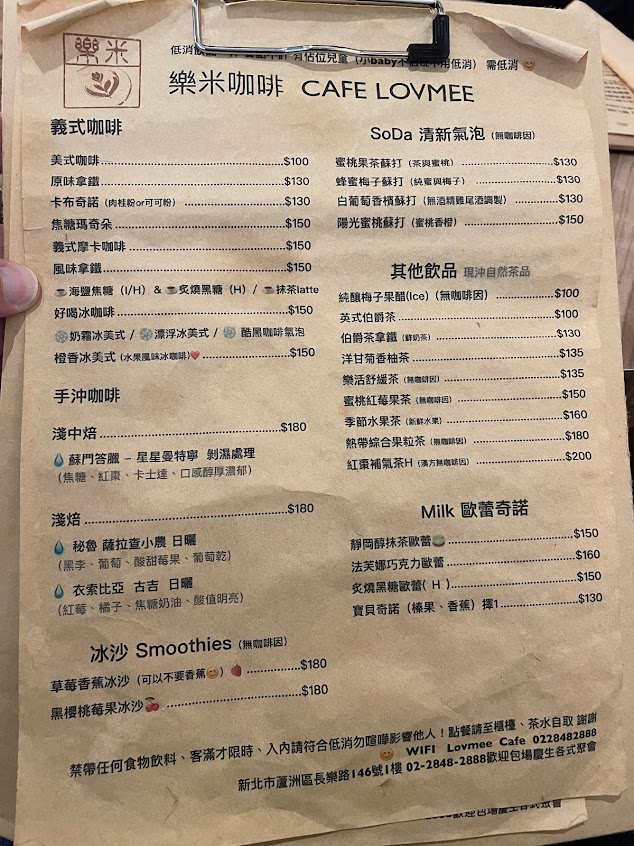 樂米
低消飲品
有佔位兒童（小baby不佔位不用低消） 需低消 😊
樂米咖啡 CAFE LOVMEE
義式咖啡
美式咖啡……$100
原味拿鐵……$130
卡布奇諾（肉桂粉or可可粉）……$130
焦糖瑪奇朵……$150
義式摩卡咖啡……$150
風味拿鐵……$150
☕海鹽焦糖（I/H）& ☕炙燒黑糖（H）/ ☕抹茶latte
好喝冰咖啡……$150
❄奶霜冰美式 / ❄漂浮冰美式 / ❄ 酷黑咖啡氣泡
橙香冰美式（水果風味冰咖啡）❤……$150
手沖咖啡
淺中焙……$180
💧蘇門答臘 – 星星曼特寧 剝濕處理
（焦糖、紅棗、卡士達、口感醇厚濃郁）
淺焙……$180
💧 秘魯 薩拉查小農 日曬
（黑李、葡萄、酸甜莓果、葡萄乾）
💧 衣索比亞 古吉 日曬
（紅莓、橘子、焦糖奶油、酸值明亮）
冰沙 Smoothies（無咖啡因）
草莓香蕉冰沙（可以不要香蕉😊）🍓……$180
黑櫻桃莓果冰沙🍒……$180
SoDa 清新氣泡（無咖啡因）
蜜桃果茶蘇打（茶與蜜桃）……$130
蜂蜜梅子蘇打（純蜜與梅子）……$130
白葡萄香檳蘇打（無酒精雞尾酒調製）……$130
陽光蜜桃蘇打（蜜桃香橙）……$150
其他飲品 現沖自然茶品
純釀梅子果醋(Ice)（無咖啡因）……$100
英式伯爵茶……$100
伯爵茶拿鐵（鮮奶茶）……$130
洋甘菊香柚茶……$135
樂活舒緩茶（無咖啡因）……$135
蜜桃紅莓果茶（無咖啡因）……$150
季節水果茶（新鮮水果）……$160
熱帶綜合果粒茶（無咖啡因）……$180
紅棗補氣茶H（漢方無咖啡因）……$200
Milk 歐蕾奇諾
靜岡醇抹茶歐蕾🍵……$150
法芙娜巧克力歐蕾……$160
炙燒黑糖歐蕾( H )……$150
寶貝奇諾（榛果、香蕉）擇1……$130
禁帶任何食物飲料、客滿才限時、入內請符合低消勿喧嘩影響他人！點餐請至櫃檯、茶水自取 謝謝
😊 WIFI Lovmee Cafe 0228482888
新北市蘆洲區長樂路146號1樓 02-2848-2888歡迎包場慶生各式聚會